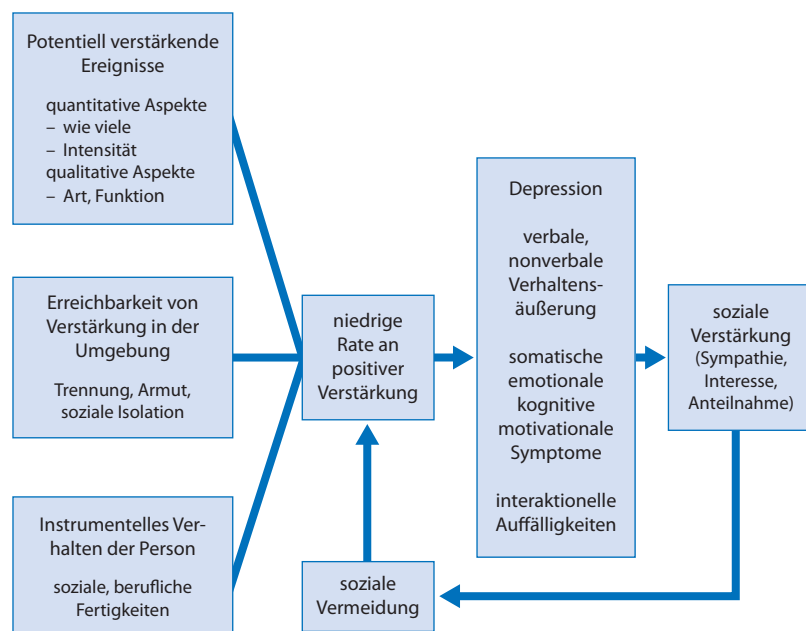 Potentiell verstärkende
Ereignisse
quantitative Aspekte
– wie viele
– Intensität
qualitative Aspekte
– Art, Funktion
Erreichbarkeit von
Verstärkung in der
Umgebung
Trennung, Armut,
soziale Isolation
Instrumentelles Ver-
halten der Person
soziale, berufliche
Fertigkeiten
niedrige
Rate an
positiver
Verstärkung
Depression
verbale,
nonverbale
Verhaltens-
äußerung
somatische
emotionale
kognitive
motivationale
Symptome
interaktionelle
Auffälligkeiten
soziale
Verstärkung
(Sympathie,
Interesse,
Anteilnahme)
soziale
Vermeidung